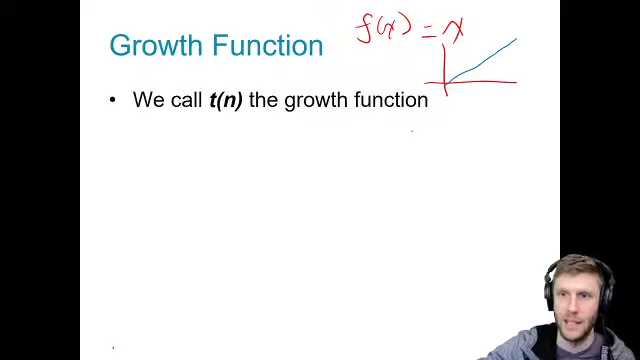 f(x) = x
Growth Function
• We call t(n) the growth function